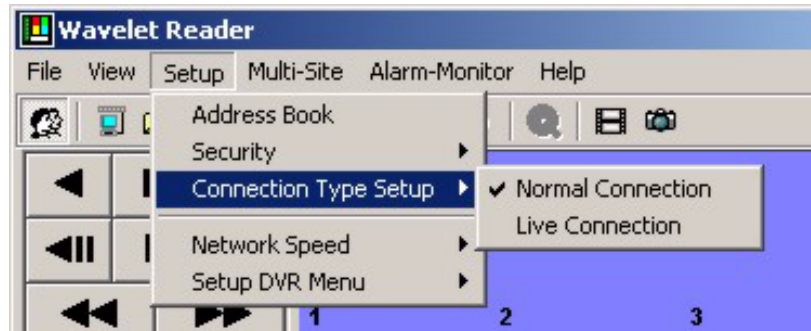 Wavelet Reader
File View Setup Multi-Site Alarm-Monitor Help
Address Book
Security
Connection Type Setup
Normal Connection
Live Connection
Network Speed
Setup DVR Menu
1 2 3